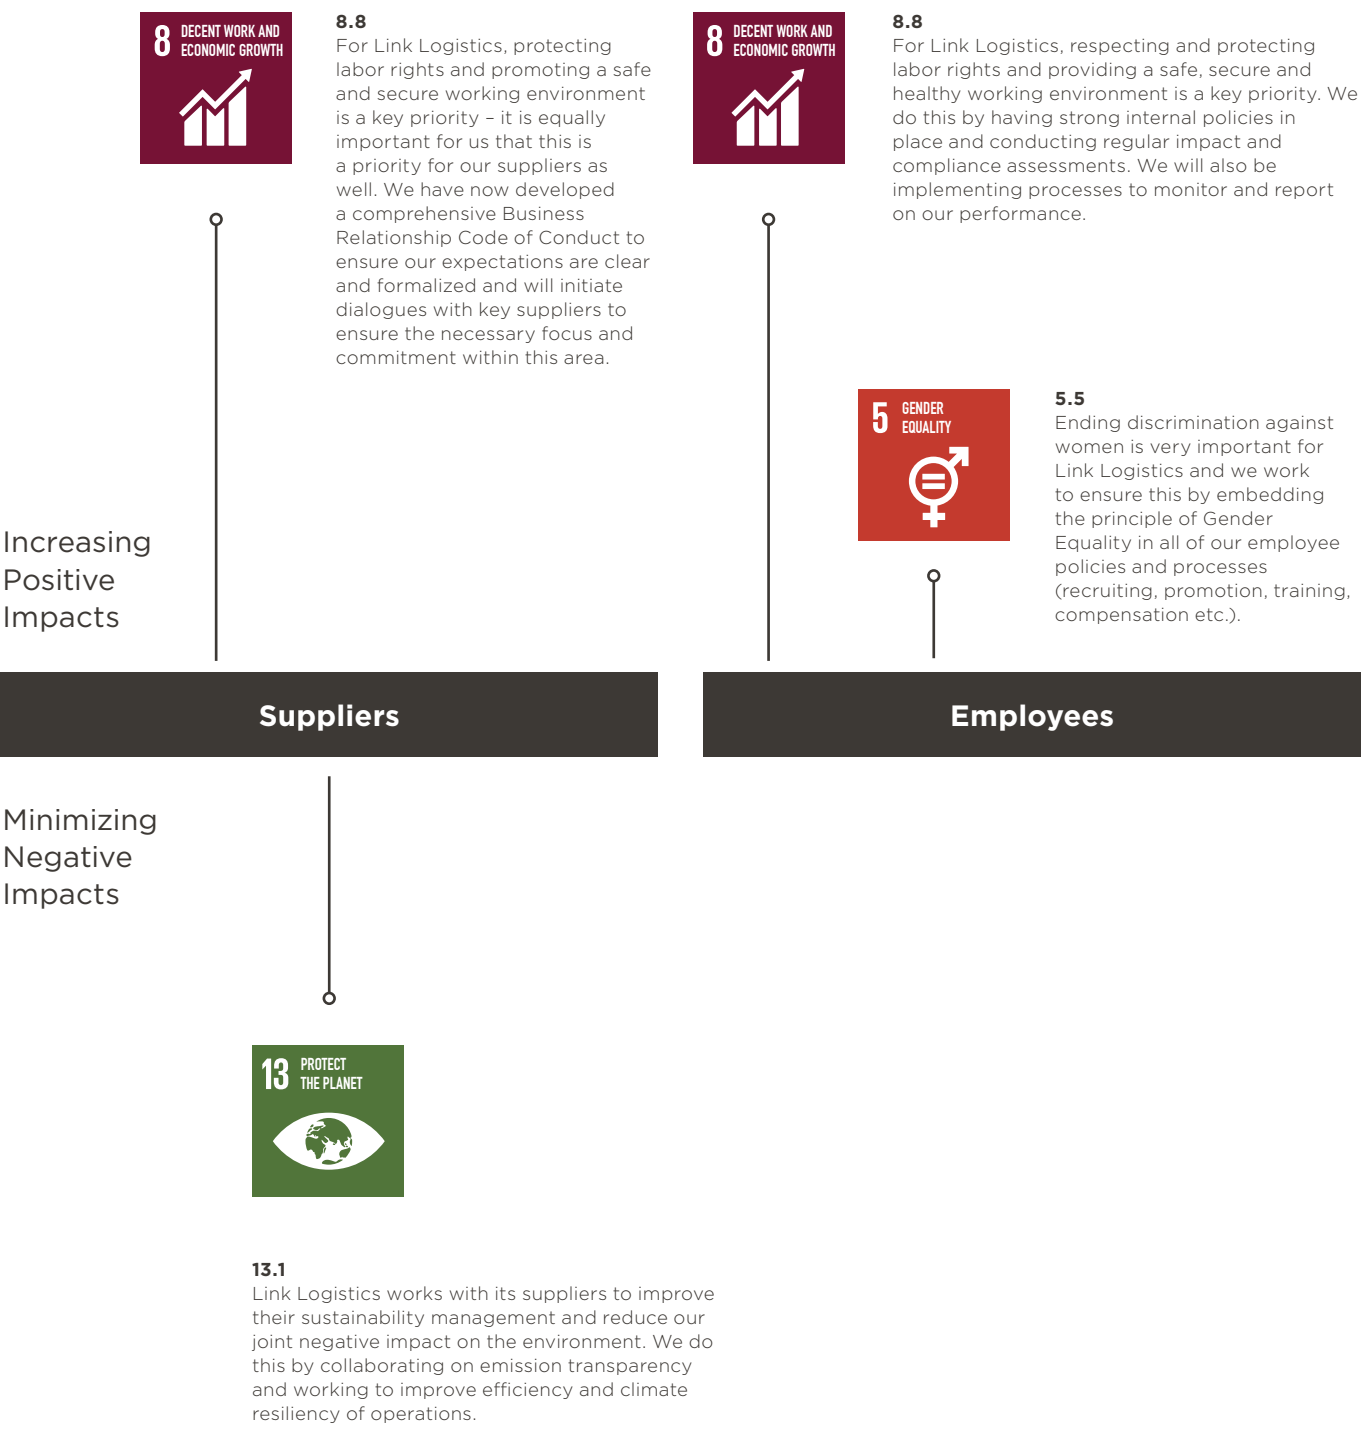 8 DECENT WORK AND
ECONOMIC GROWTH
8.8
For Link Logistics, protecting
labor rights and promoting a safe
and secure working environment
is a key priority – it is equally
important for us that this is
a priority for our suppliers as
well. We have now developed
a comprehensive Business
Relationship Code of Conduct to
ensure our expectations are clear
and formalized and will initiate
dialogues with key suppliers to
ensure the necessary focus and
commitment within this area.
8 DECENT WORK AND
ECONOMIC GROWTH
8.8
For Link Logistics, respecting and protecting
labor rights and providing a safe, secure and
healthy working environment is a key priority. We
do this by having strong internal policies in
place and conducting regular impact and
compliance assessments. We will also be
implementing processes to monitor and report
on our performance.
5 GENDER
EQUALITY
5.5
Ending discrimination against
women is very important for
Link Logistics and we work
to ensure this by embedding
the principle of Gender
Equality in all of our employee
policies and processes
(recruiting, promotion, training,
compensation etc.).
Increasing
Positive
Impacts
Suppliers
Employees
Minimizing
Negative
Impacts
13 PROTECT
THE PLANET
13.1
Link Logistics works with its suppliers to improve
their sustainability management and reduce our
joint negative impact on the environment. We do
this by collaborating on emission transparency
and working to improve efficiency and climate
resiliency of operations.